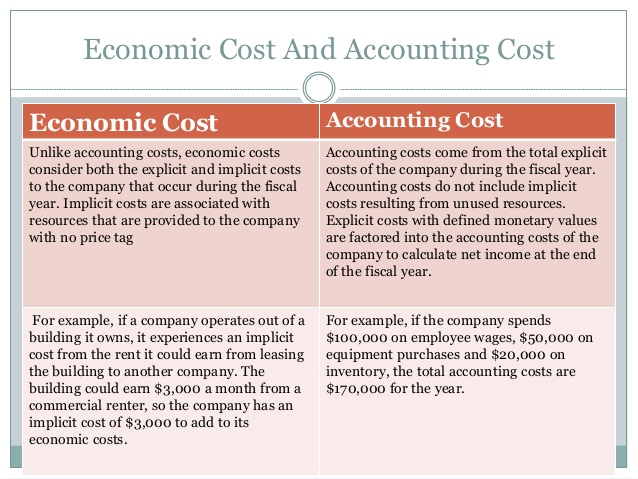 Economic Cost And Accounting Cost
Economic Cost
Unlike accounting costs, economic costs
consider both the explicit and implicit costs
to the company that occur during the fiscal
year. Implicit costs are associated with
resources that are provided to the company
with no price tag
Accounting Cost
Accounting costs come from the total explicit
costs of the company during the fiscal year.
Accounting costs do not include implicit
costs resulting from unused resources.
Explicit costs with defined monetary values
are factored into the accounting costs of the
company to calculate net income at the end
of the fiscal year.
For example, if a company operates out of a
building it owns, it experiences an implicit
cost from the rent it could earn from leasing
the building to another company. The
building could earn $3,000 a month from a
commercial renter, so the company has an
implicit cost of $3,000 to add to its
economic costs.
For example, if the company spends
$100,000 on employee wages, $50,000 on
equipment purchases and $20,000 on
inventory, the total accounting costs are
$170,000 for the year.